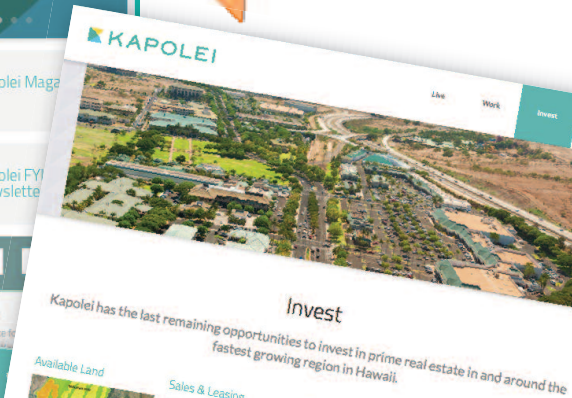 KAPOLEI
olei Maga
Live
Work
Invest
olei FY
wslette
Invest
Kapolei has the last remaining opportunities to invest in prime real estate in and around the
fastest growing region in Hawaii.
Available Land
Sales & Leasing